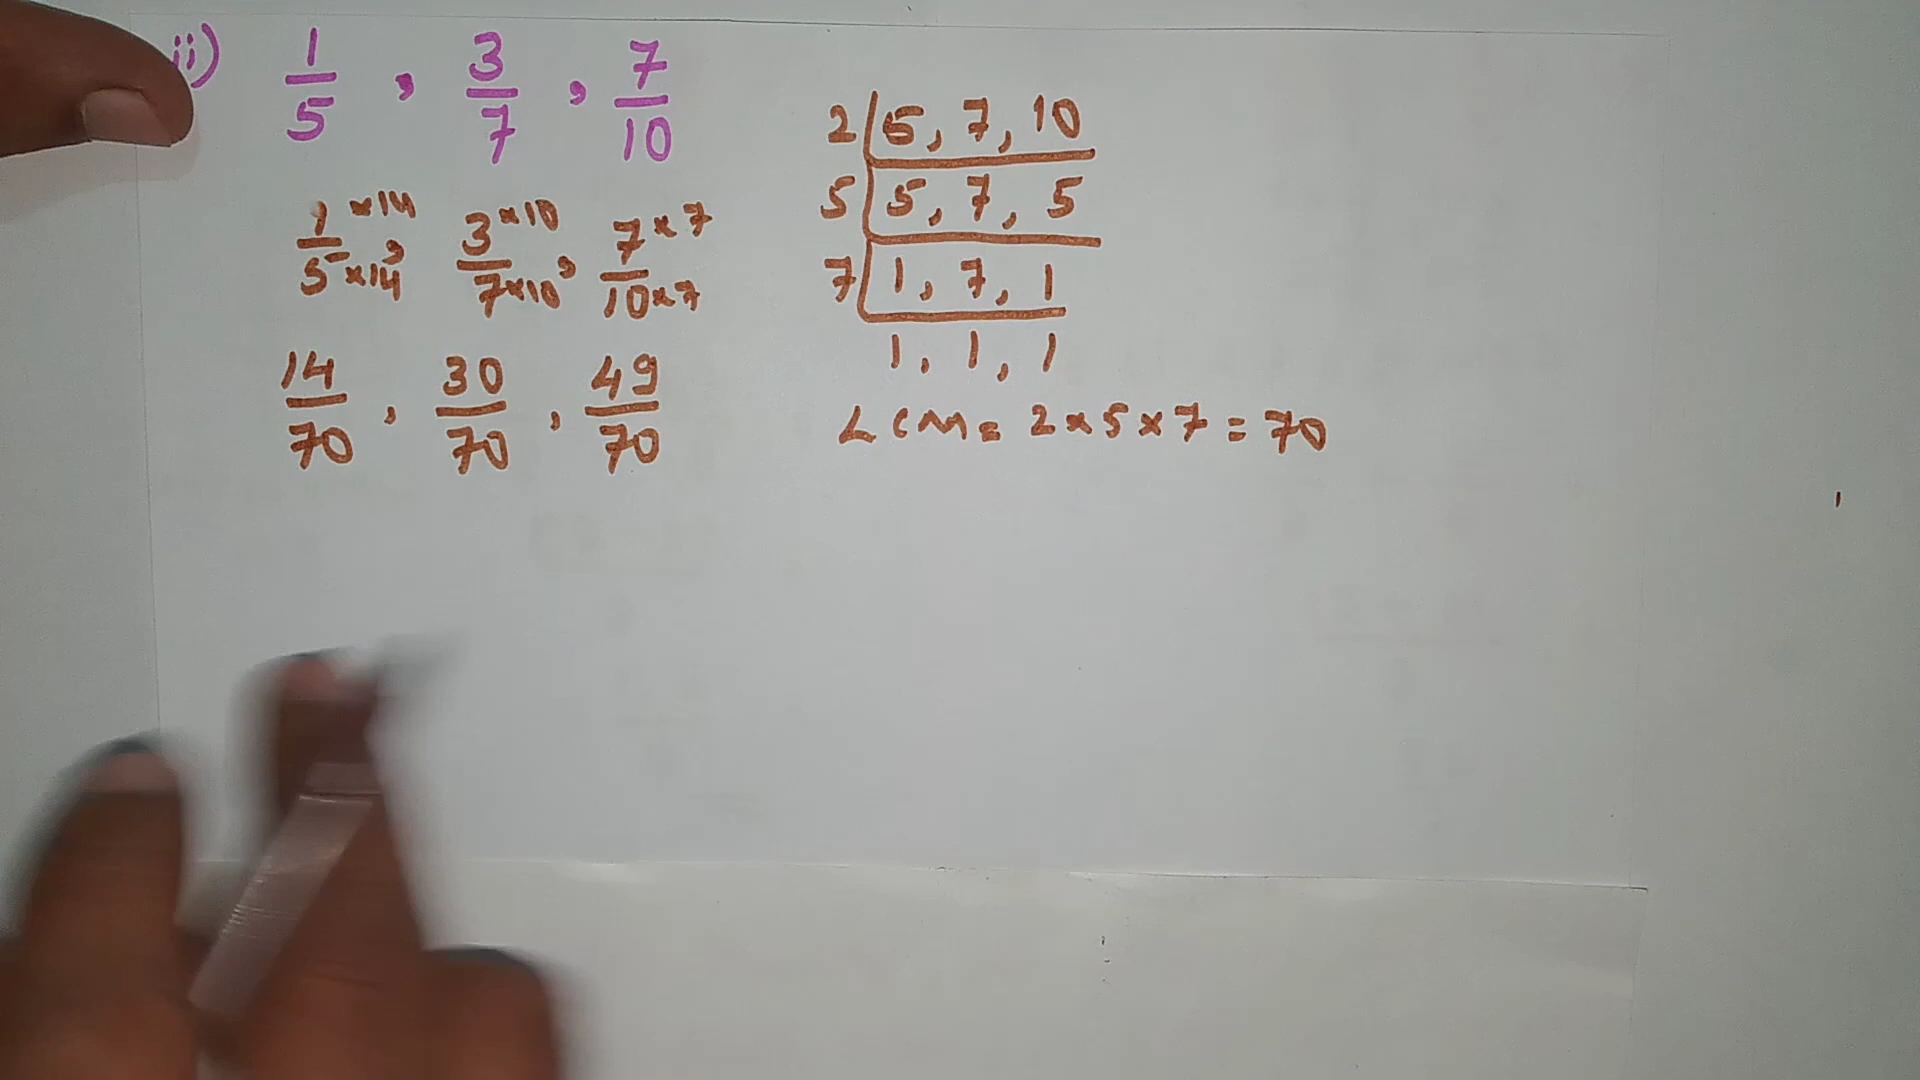 ii) 1/5 , 3/7 , 7/10
1×14/5×14 , 3×10/7×10 , 7×7/10×7
14/70 , 30/70 , 49/70
2 | 5, 7, 10
5 | 5, 7, 5
7 | 1, 7, 1
1, 1, 1
LCM = 2×5×7 = 70